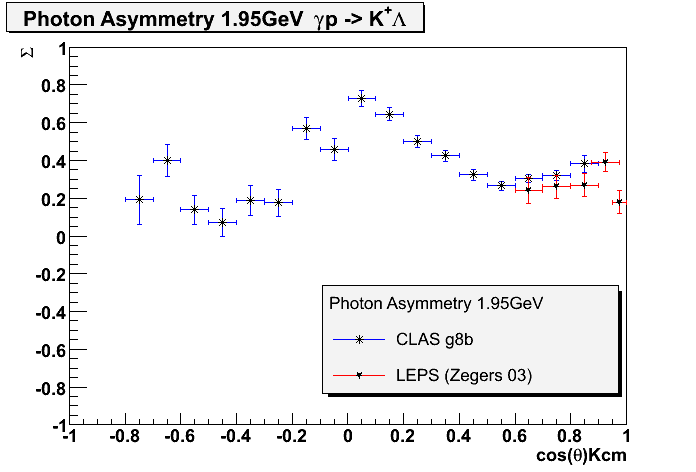 Photon Asymmetry 1.95GeV γp -> K⁺Λ
Σ
1
0.8
0.6
0.4
0.2
0
-0.2
-0.4
-0.6
-0.8
-1
Photon Asymmetry 1.95GeV
CLAS g8b
LEPS (Zegers 03)
-1 -0.8 -0.6 -0.4 -0.2 0 0.2 0.4 0.6 0.8 1
cos(θ)Kcm